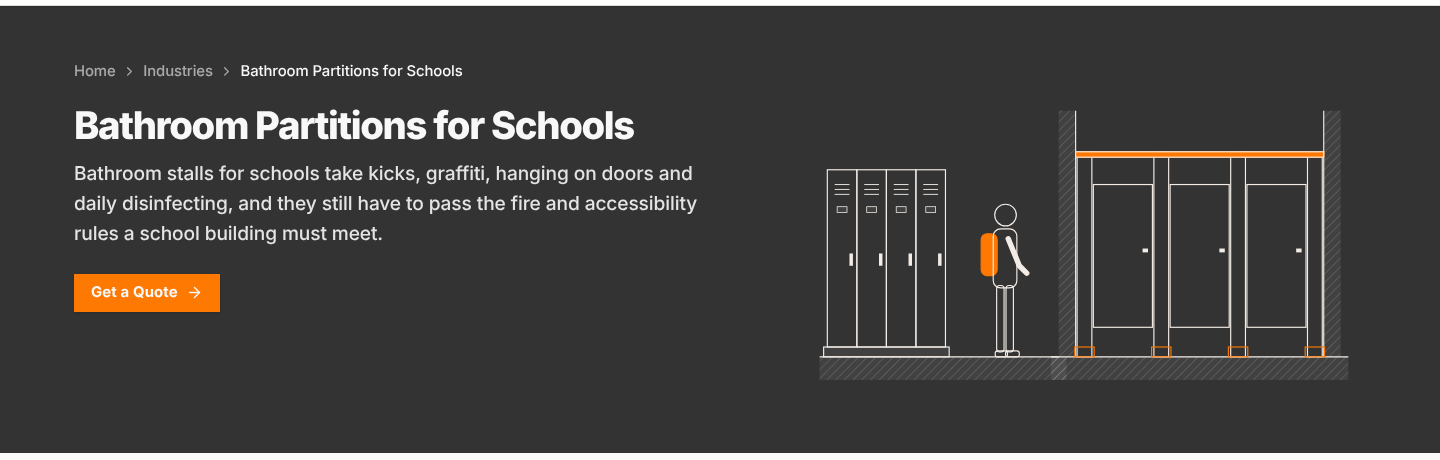 Home > Industries > Bathroom Partitions for Schools
Bathroom Partitions for Schools
Bathroom stalls for schools take kicks, graffiti, hanging on doors and
daily disinfecting, and they still have to pass the fire and accessibility
rules a school building must meet.
Get a Quote →